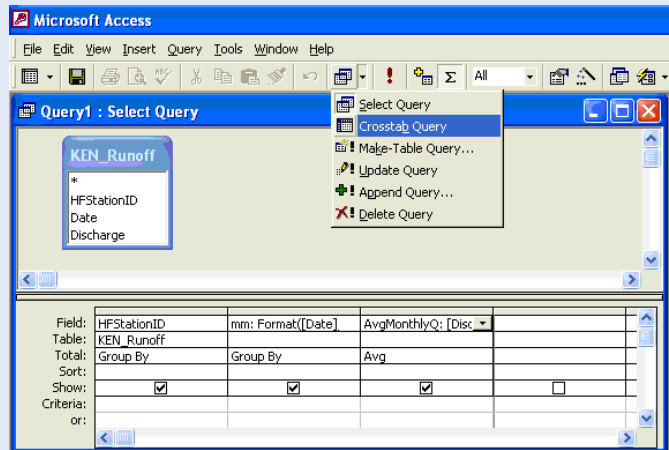 Microsoft Access
File Edit View Insert Query Tools Window Help
ABC
All
Query1 : Select Query
Select Query
Crosstab Query
Make-Table Query...
Update Query
Append Query...
Delete Query
KEN_Runoff
*
HFStationID
Date
Discharge
Field: HFStationID mm: Format([Date] AvgMonthlyQ: [Disc
Table: KEN_Runoff
Total: Group By Group By Avg
Sort:
Show:
Criteria:
or: